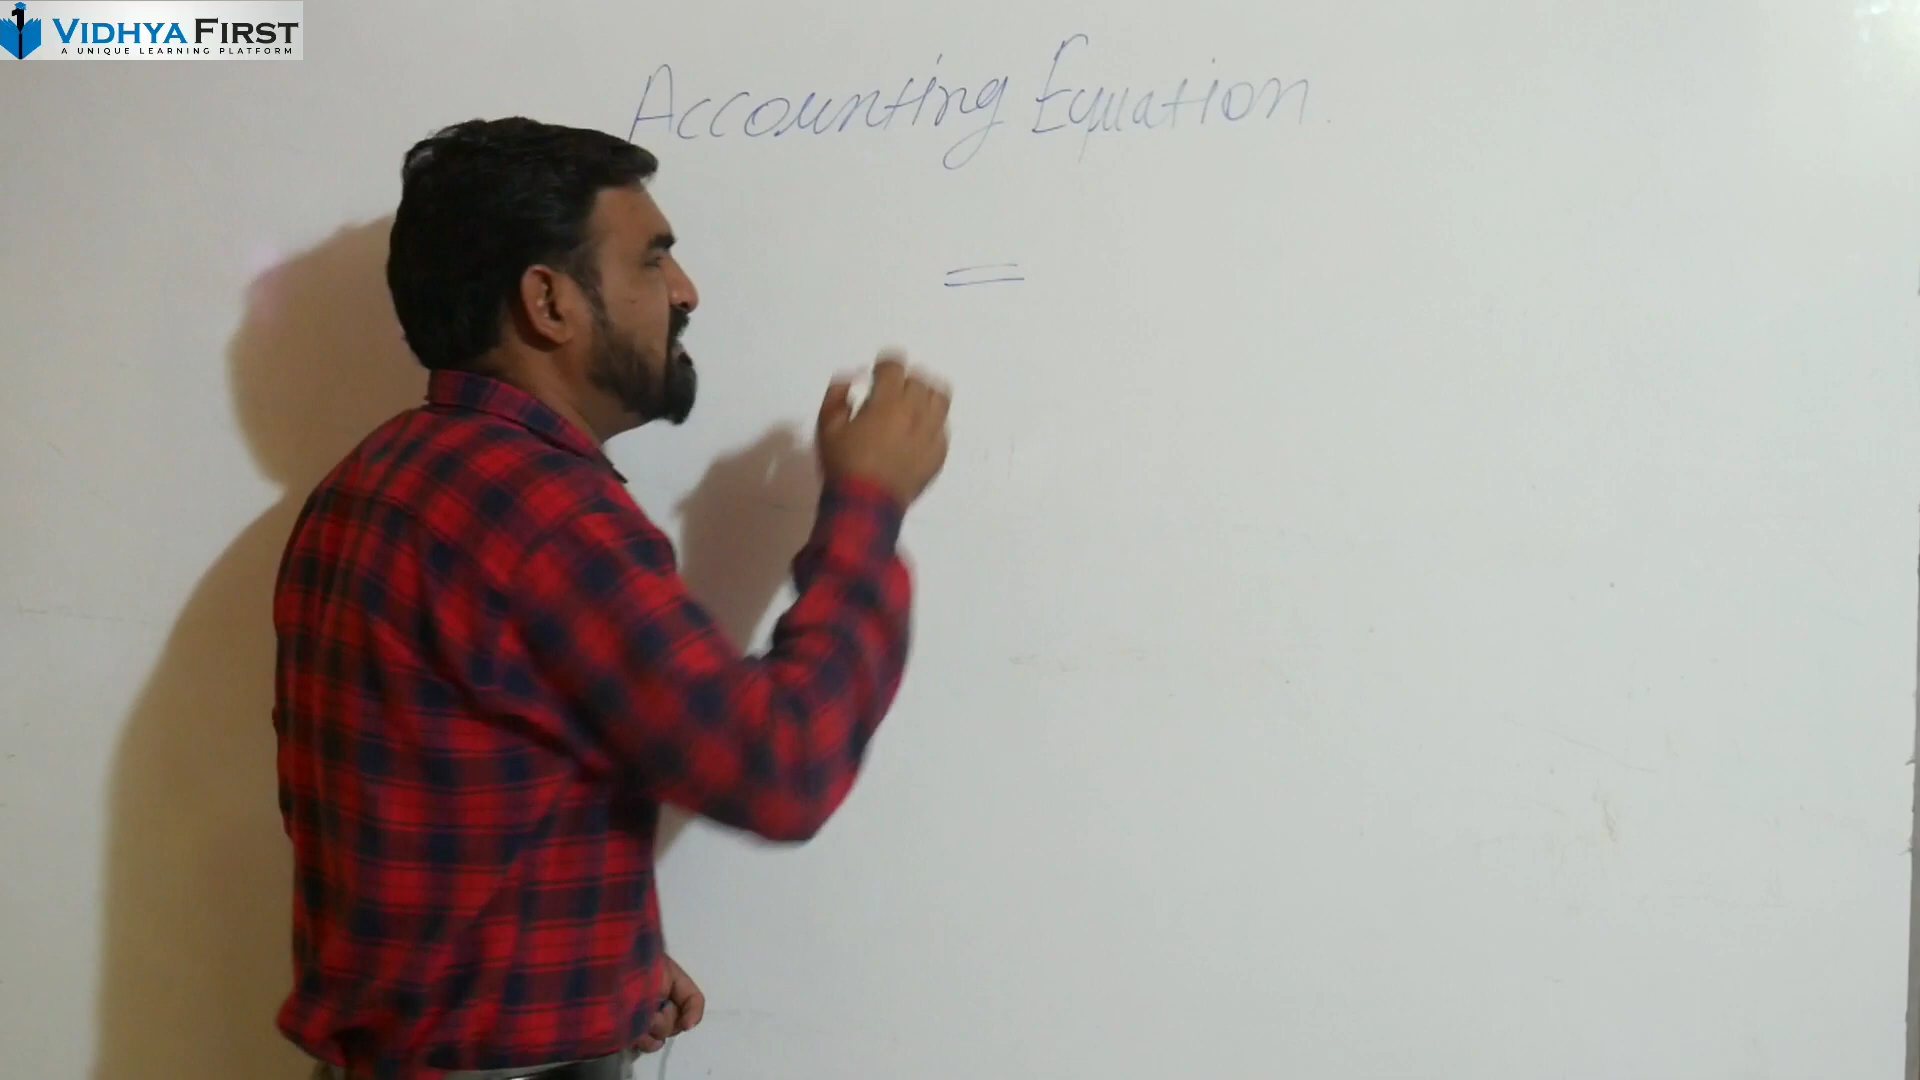 VIDHYA FIRST
A UNIQUE LEARNING PLATFORM
Accounting Equation.
=